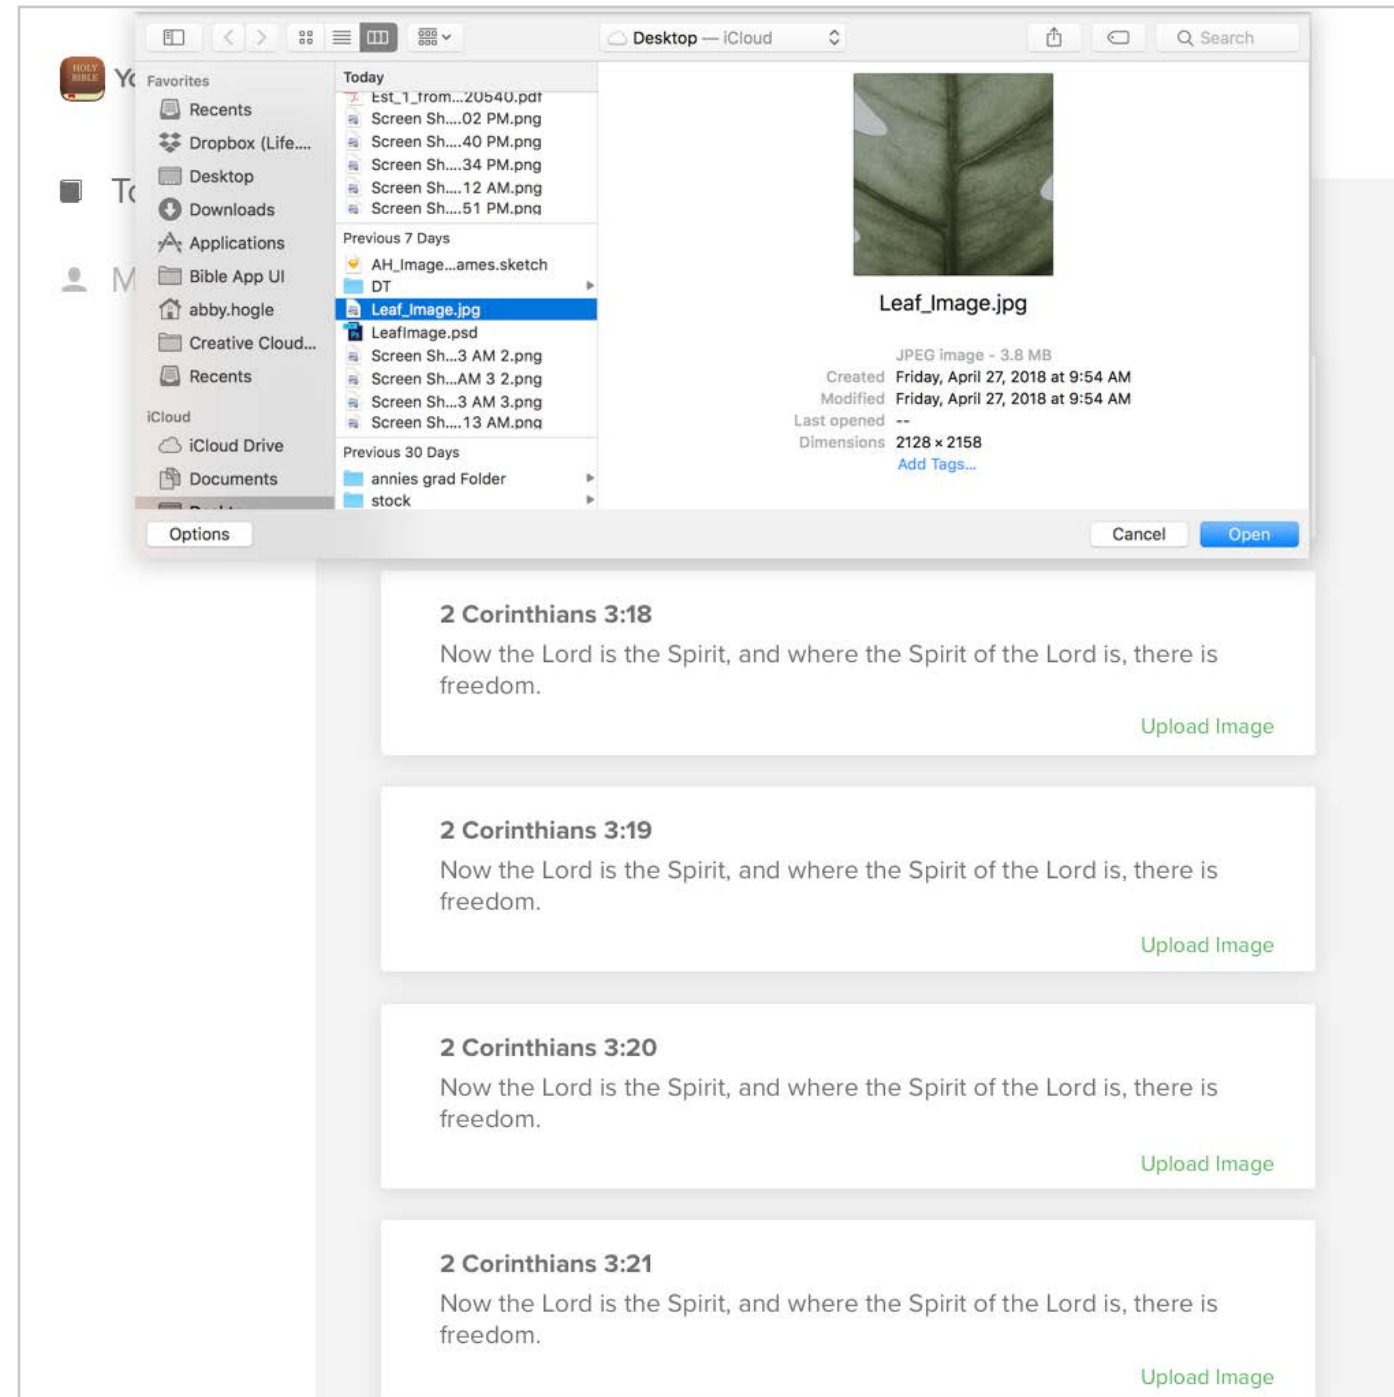 Desktop — iCloud
Search
HOLY
BIBLE
Favorites
Recents
Dropbox (Life....
Desktop
Downloads
Applications
Bible App UI
abby.hogle
Creative Cloud...
Recents
iCloud
iCloud Drive
Documents
Today
Est_1_from...20540.pdf
Screen Sh....02 PM.png
Screen Sh....40 PM.png
Screen Sh....34 PM.png
Screen Sh....12 AM.png
Screen Sh....51 PM.png
Previous 7 Days
AH_Image...ames.sketch
DT
Leaf_Image.jpg
LeafImage.psd
Screen Sh...3 AM 2.png
Screen Sh...AM 3 2.png
Screen Sh...3 AM 3.png
Screen Sh....13 AM.png
Previous 30 Days
annies grad Folder
stock
Leaf_Image.jpg
JPEG image - 3.8 MB
Created Friday, April 27, 2018 at 9:54 AM
Modified Friday, April 27, 2018 at 9:54 AM
Last opened --
Dimensions 2128 × 2158
Add Tags...
Options
Cancel
Open
2 Corinthians 3:18
Now the Lord is the Spirit, and where the Spirit of the Lord is, there is
freedom.
Upload Image
2 Corinthians 3:19
Now the Lord is the Spirit, and where the Spirit of the Lord is, there is
freedom.
Upload Image
2 Corinthians 3:20
Now the Lord is the Spirit, and where the Spirit of the Lord is, there is
freedom.
Upload Image
2 Corinthians 3:21
Now the Lord is the Spirit, and where the Spirit of the Lord is, there is
freedom.
Upload Image